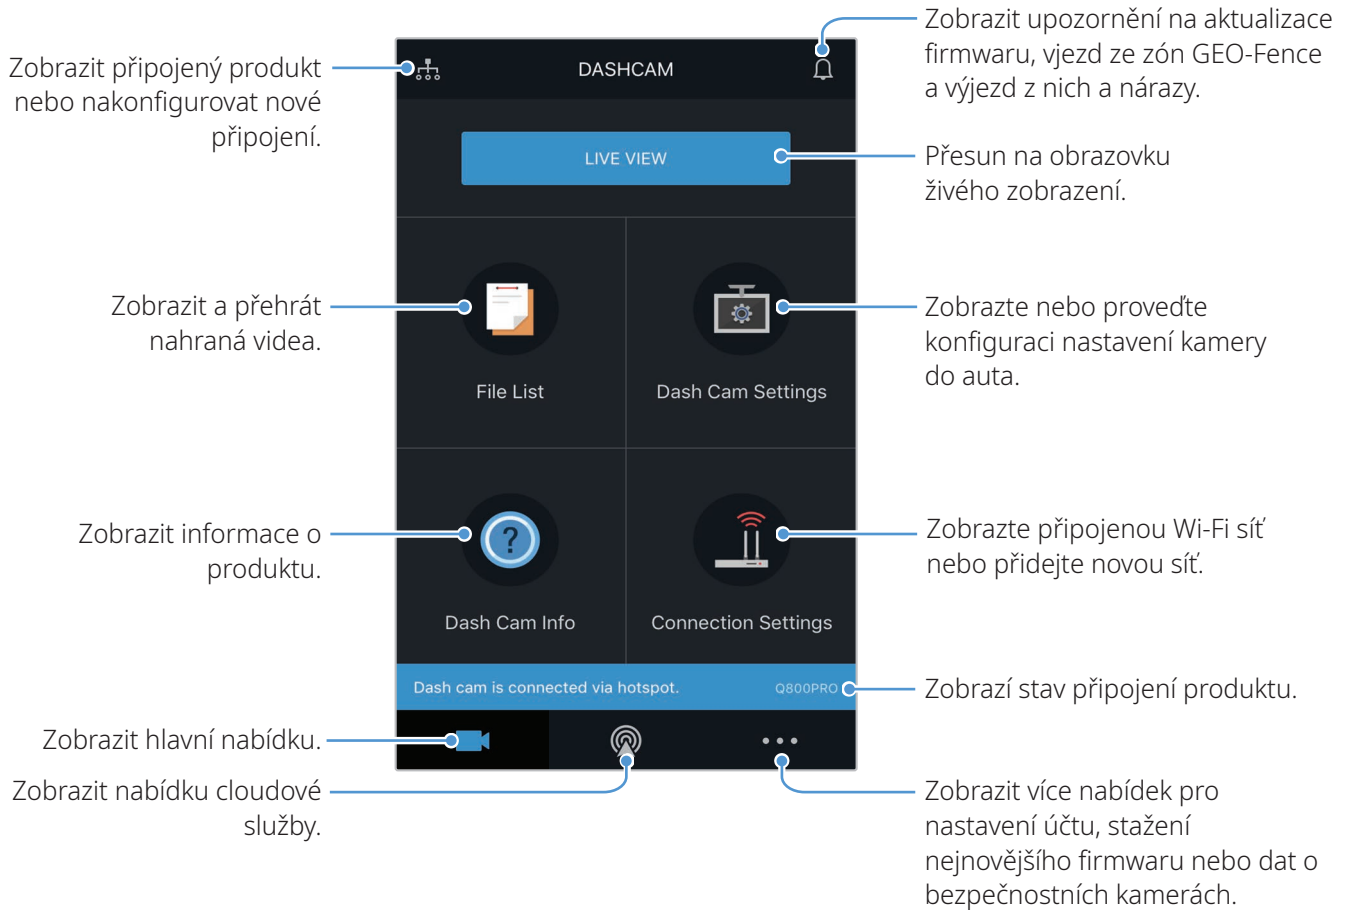 Zobrazit upozornění na aktualizace
firmwaru, vjezd ze zón GEO-Fence
a výjezd z nich a nárazy.
Zobrazit připojený produkt
nebo nakonfigurovat nové
připojení.
DASHCAM
LIVE VIEW
Přesun na obrazovku
živého zobrazení.
Zobrazit a přehrát
nahraná videa.
File List
Dash Cam Settings
Zobrazte nebo proveďte
konfiguraci nastavení kamery
do auta.
Zobrazit informace o
produktu.
?
Dash Cam Info
Connection Settings
Zobrazte připojenou Wi-Fi síť
nebo přidejte novou síť.
Dash cam is connected via hotspot.
Q800PRO
Zobrazí stav připojení produktu.
Zobrazit hlavní nabídku.
Zobrazit nabídku cloudové
služby.
Zobrazit více nabídek pro
nastavení účtu, stažení
nejnovějšího firmwaru nebo dat o
bezpečnostních kamerách.